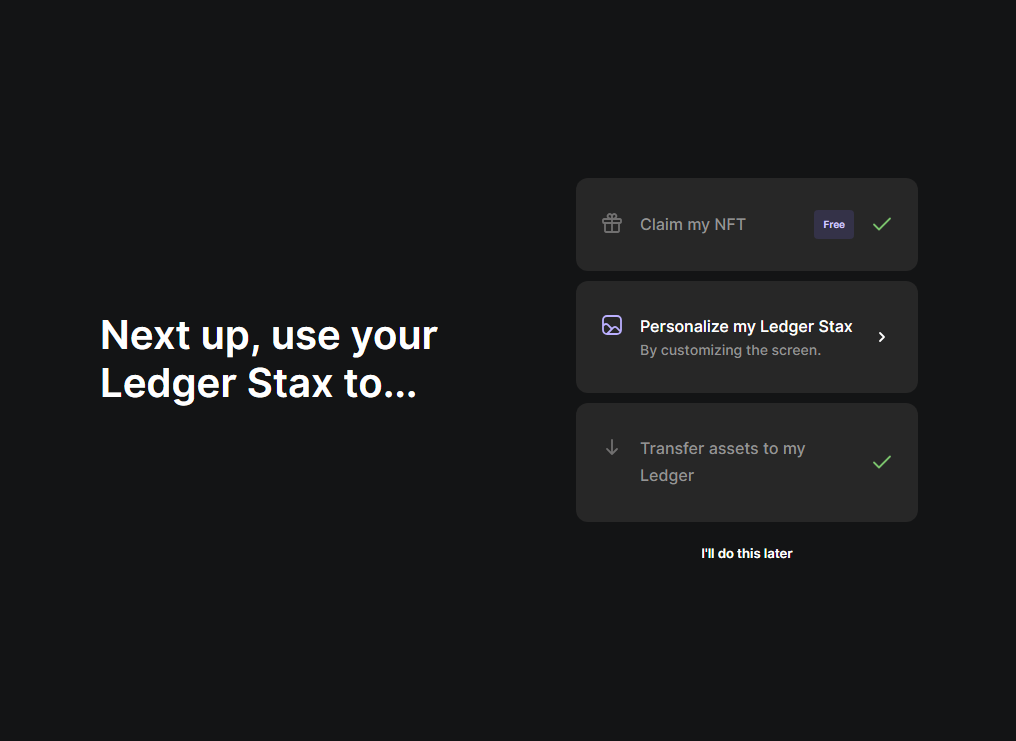 Next up, use your
Ledger Stax to...
Claim my NFT
Free
Personalize my Ledger Stax
By customizing the screen.
Transfer assets to my
Ledger
I'll do this later